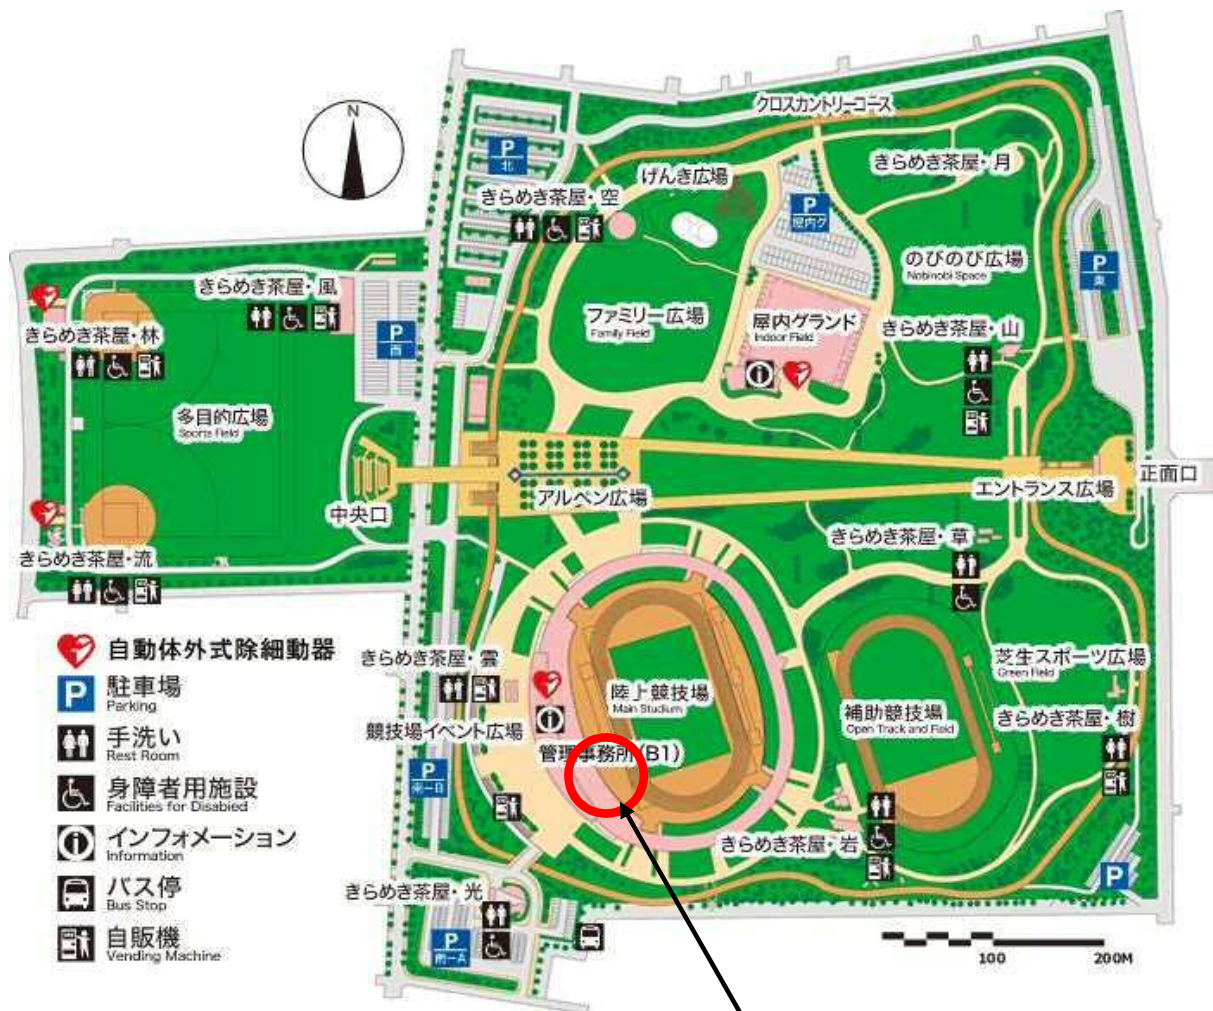 クロスカントリーコース
N
P
北
げんき広場
きらめき茶屋・月
きらめき茶屋・空
P
屋内グ
のびのび広場
Nobinobi Space
P
東
きらめき茶屋・風
ファミリー広場
Family Field
屋内グランド
Indoor Field
きらめき茶屋・林
P
西
きらめき茶屋・山
多目的広場
Sports Field
正面口
アルペン広場
エントランス広場
中央口
きらめき茶屋・草
きらめき茶屋・流
自動体外式除細動器
きらめき茶屋・雲
芝生スポーツ広場
Green Field
P
駐車場
Parking
陸上競技場
Main Studium
補助競技場
Open Track and Field
きらめき茶屋・樹
競技場イベント広場
手洗い
Rest Room
管理事務所(B1)
P
南-B
身障者用施設
Facilities for Disabied
インフォメーション
Information
きらめき茶屋・岩
P
バス停
Bus Stop
きらめき茶屋・光
自販機
Vending Machine
P
南-A
100
200M